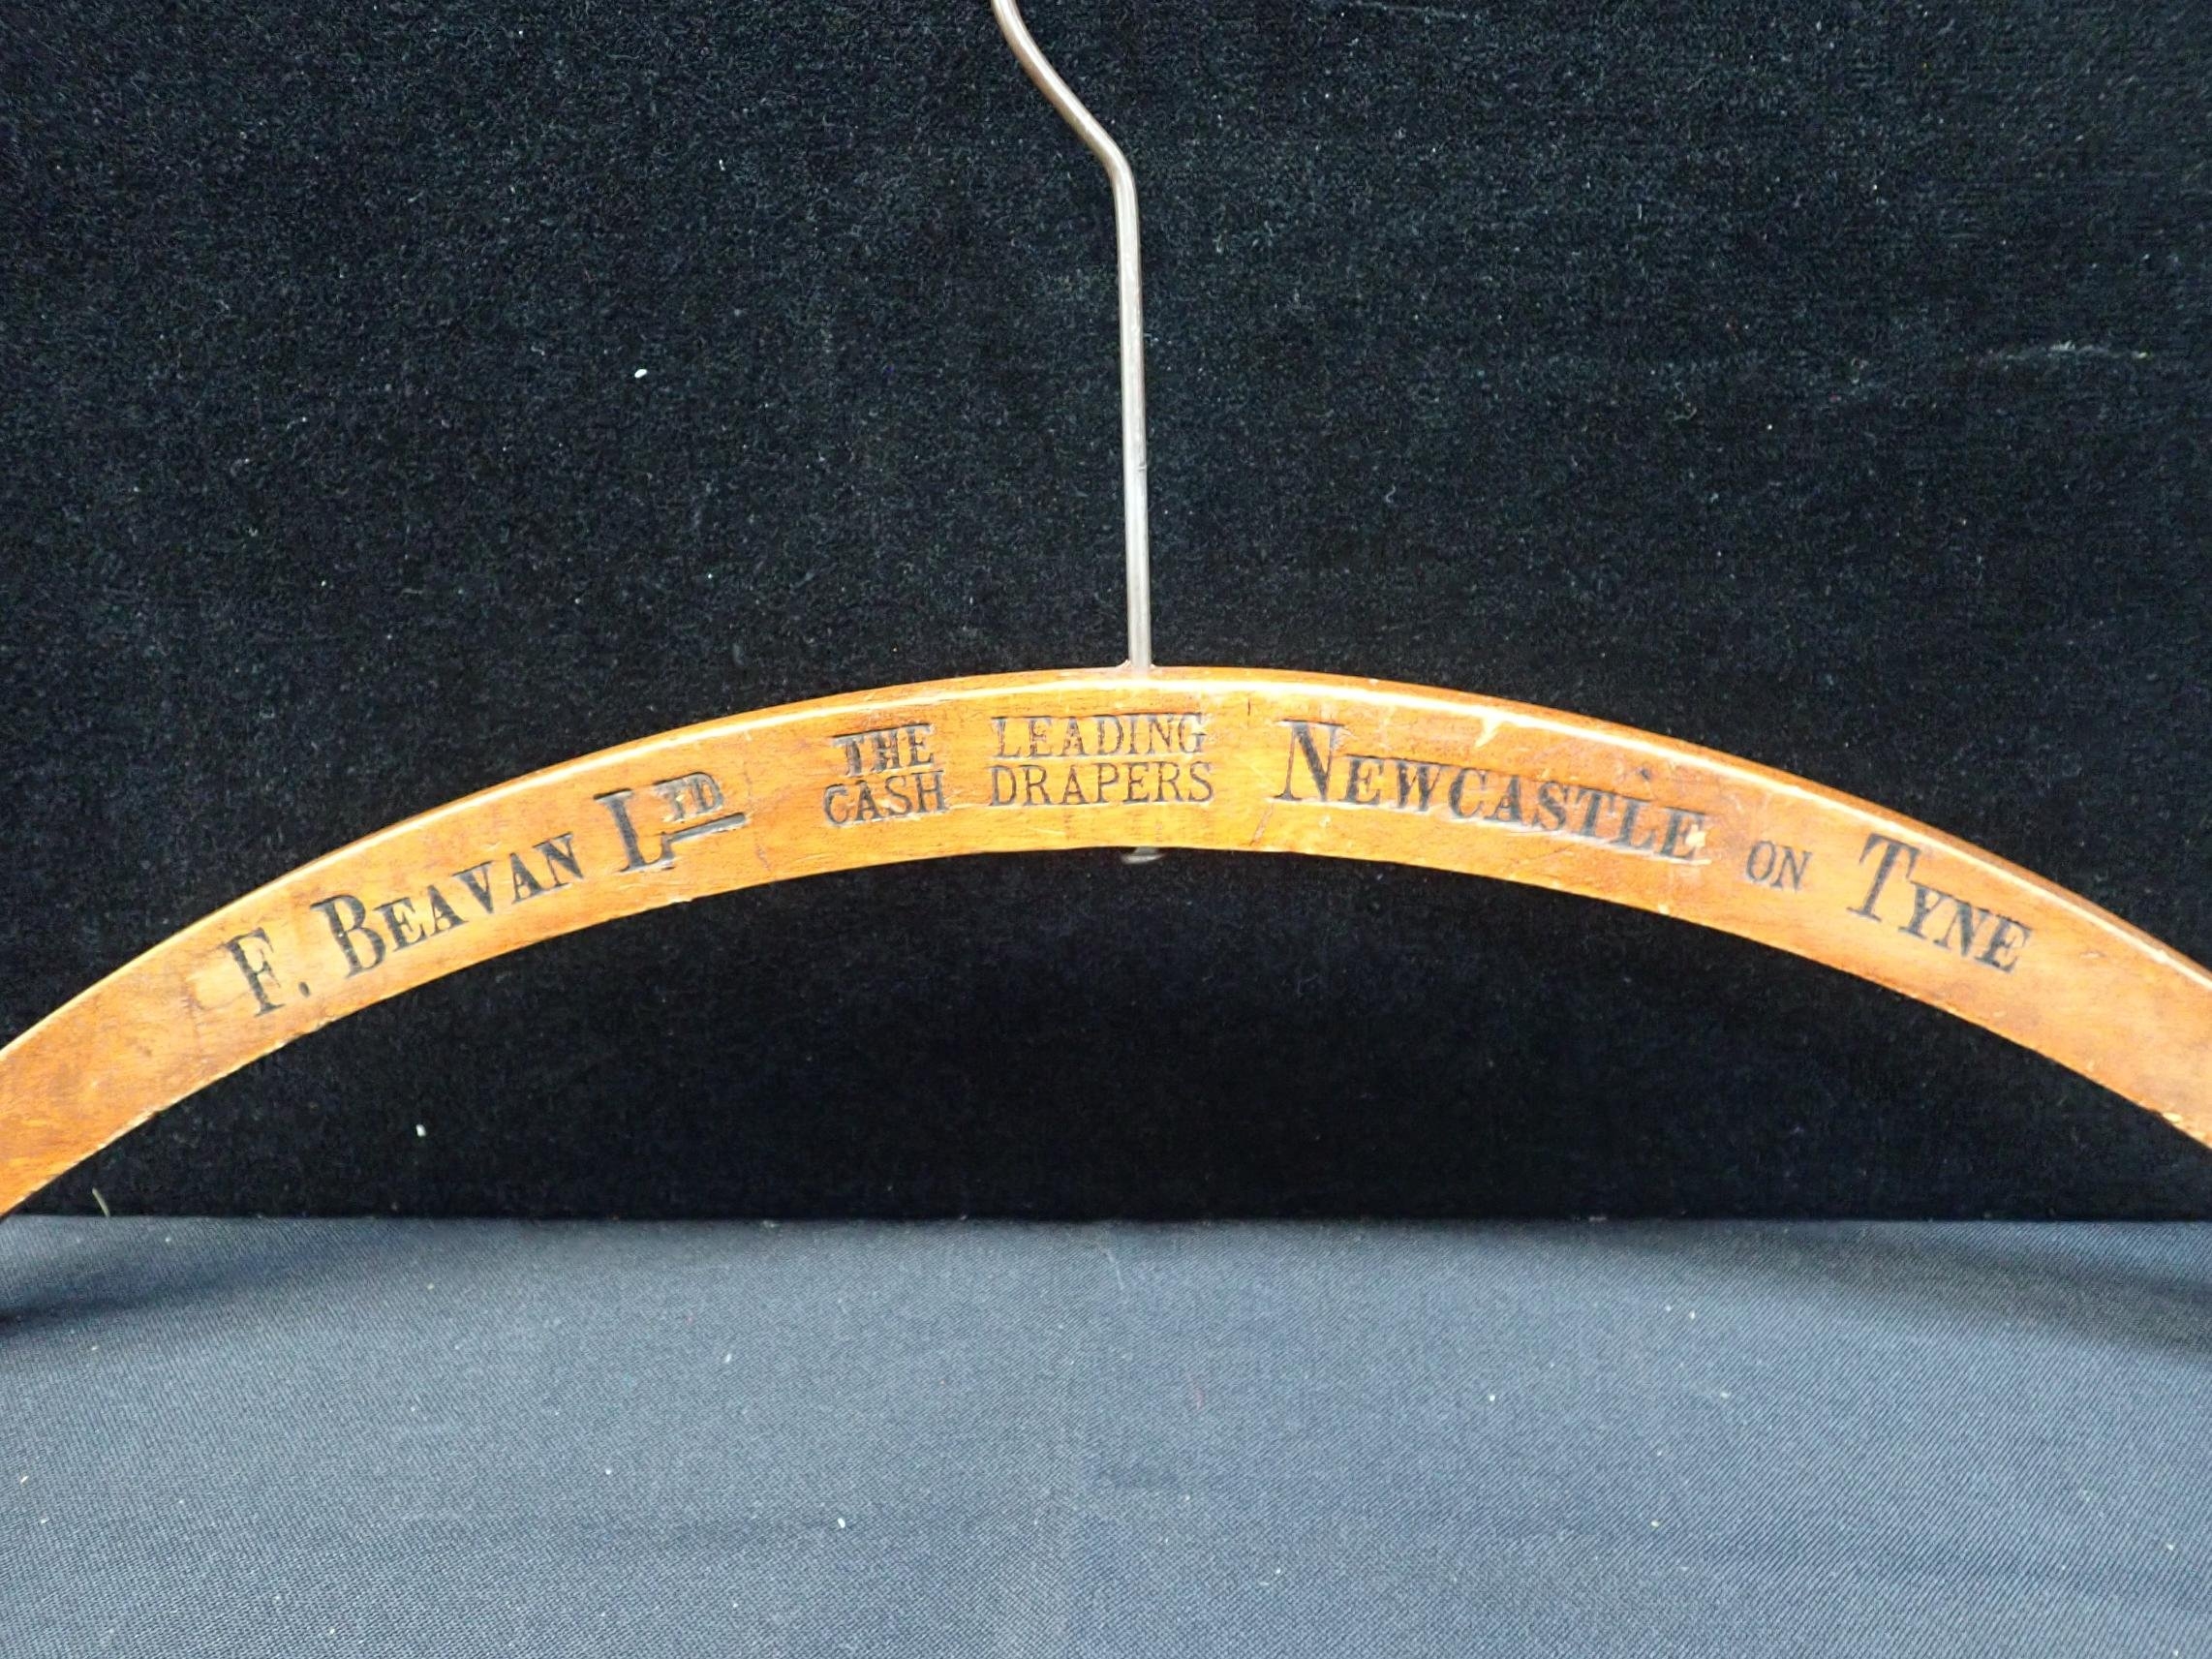 F. BEAVAN LTD THE LEADING NEWCASTLE ON TYNE
CASH DRAPERS